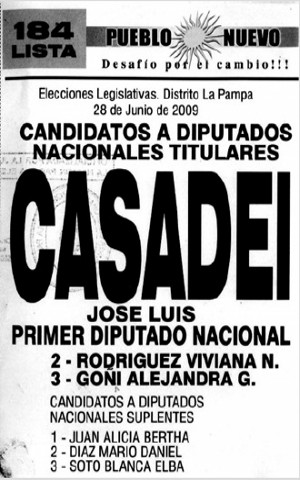 184
LISTA
PUEBLO NUEVO
Desafío por el cambio!!!
Elecciones Legislativas. Distrito La Pampa
28 de Junio de 2009
CANDIDATOS A DIPUTADOS
NACIONALES TITULARES
CASADEI
JOSE LUIS
PRIMER DIPUTADO NACIONAL
2 - RODRIGUEZ VIVIANA N.
3 - GOÑI ALEJANDRA G.
CANDIDATOS A DIPUTADOS
NACIONALES SUPLENTES
1 - JUAN ALICIA BERTHA
2 - DIAZ MARIO DANIEL
3 - SOTO BLANCA ELBA